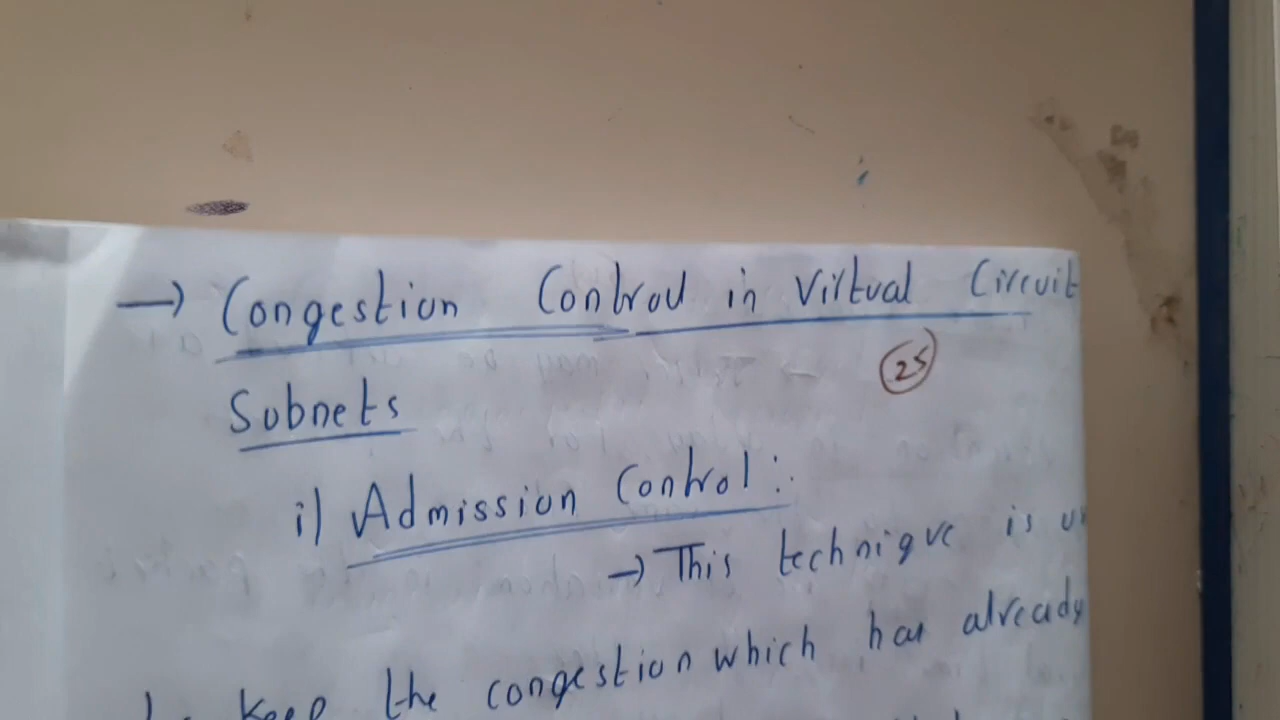 → Congestion Control in Virtual Circuit
25
Subnets
i) Admission Control :
→ This technique is
keep the congestion which has already